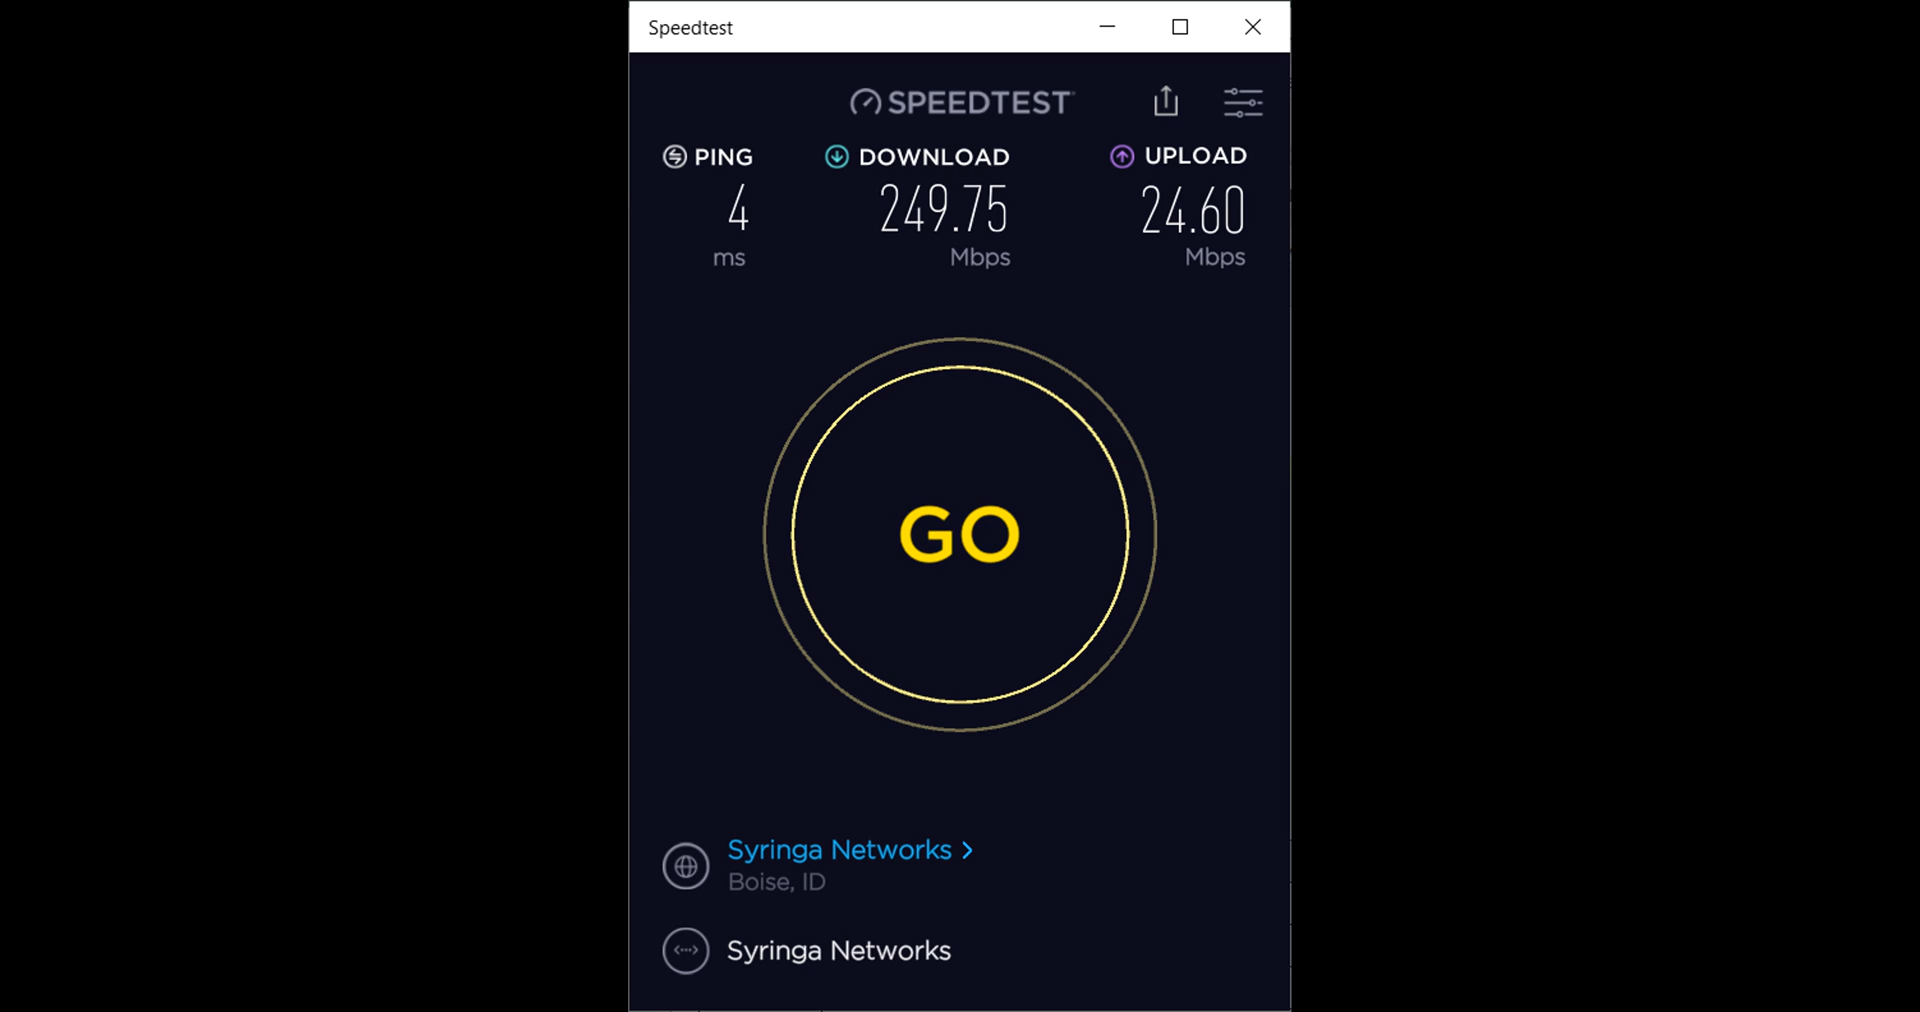 Speedtest
SPEEDTEST
PING
4
ms
DOWNLOAD
249.75
Mbps
UPLOAD
24.60
Mbps
GO
Syringa Networks
Boise, ID
Syringa Networks